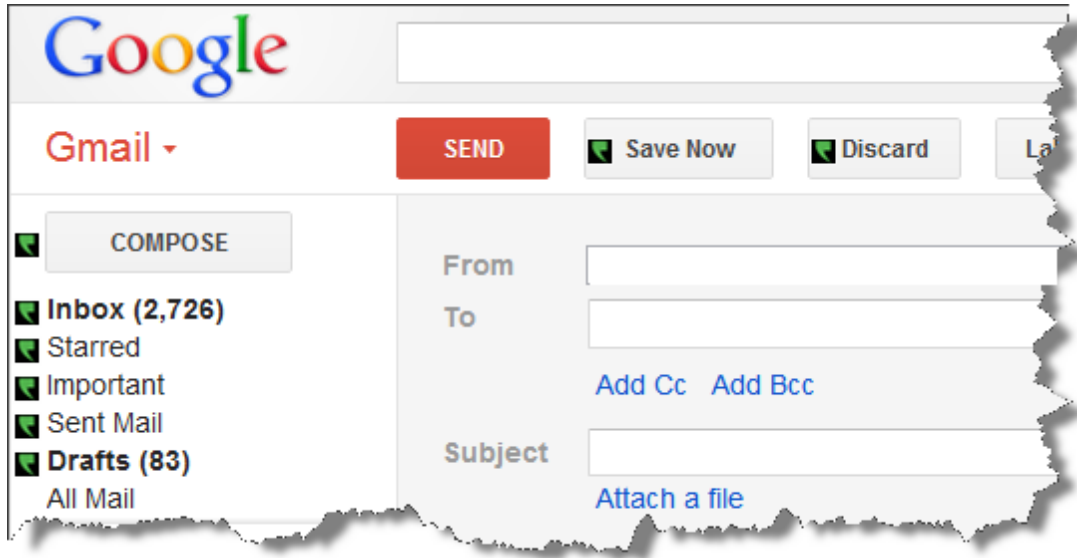 Google
Gmail
SEND
Save Now
Discard
COMPOSE
Inbox (2,726)
Starred
Important
Sent Mail
Drafts (83)
All Mail
From
To
Add Cc Add Bcc
Subject
Attach a file